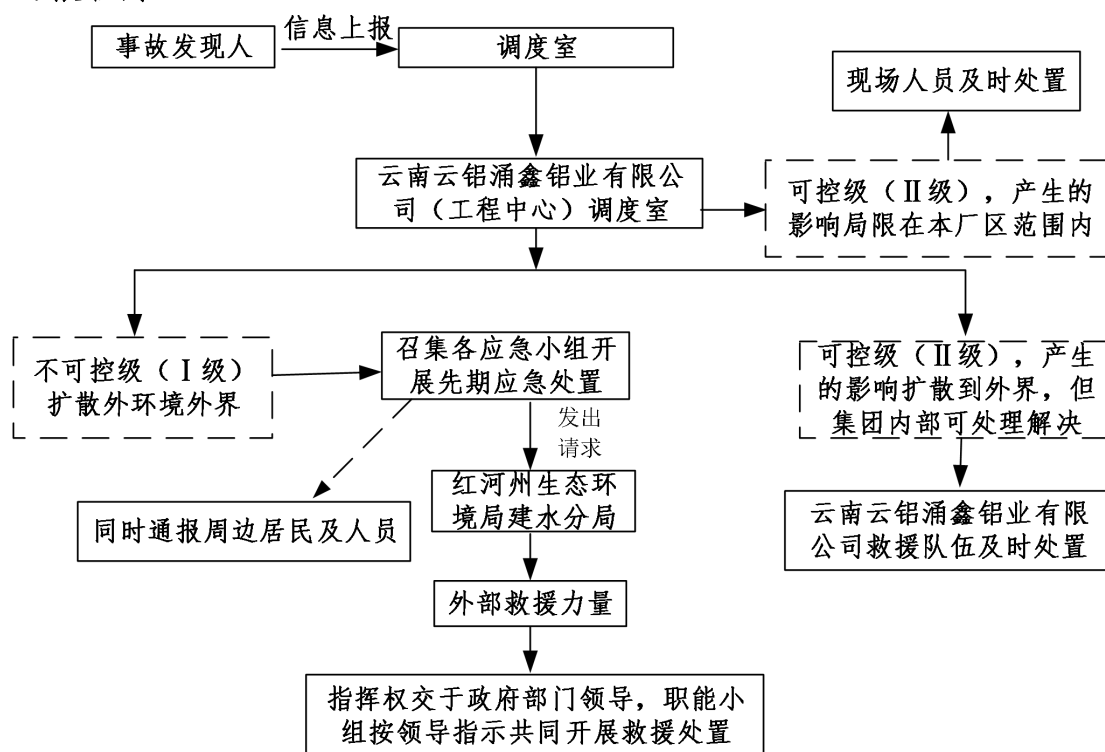 事故发现人
信息上报
调度室
现场人员及时处置
云南云铝涌鑫铝业有限公
司（工程中心）调度室
可控级（Ⅱ级），产生的
影响局限在本厂区范围内
不可控级（Ⅰ级）
扩散外环境外界
召集各应急小组开
展先期应急处置
可控级（Ⅱ级），产生
的影响扩散到外界，但
集团内部可处理解决
发出
请求
同时通报周边居民及人员
红河州生态环
境局建水分局
云南云铝涌鑫铝业有限
公司救援队伍及时处置
外部救援力量
指挥权交于政府部门领导，职能小
组按领导指示共同开展救援处置